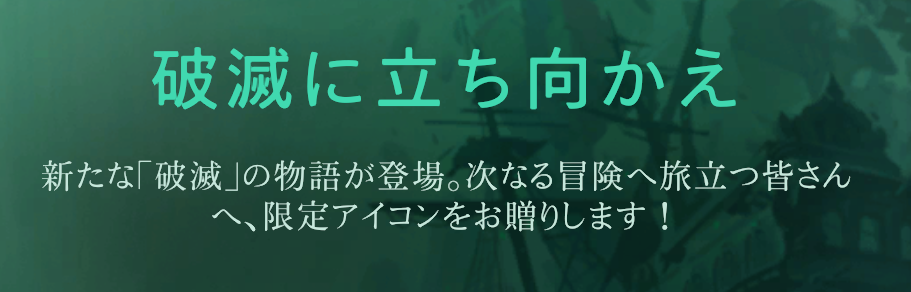 破滅に立ち向かえ
新たな「破滅」の物語が登場。次なる冒険へ旅立つ皆さん
へ、限定アイコンをお贈りします！